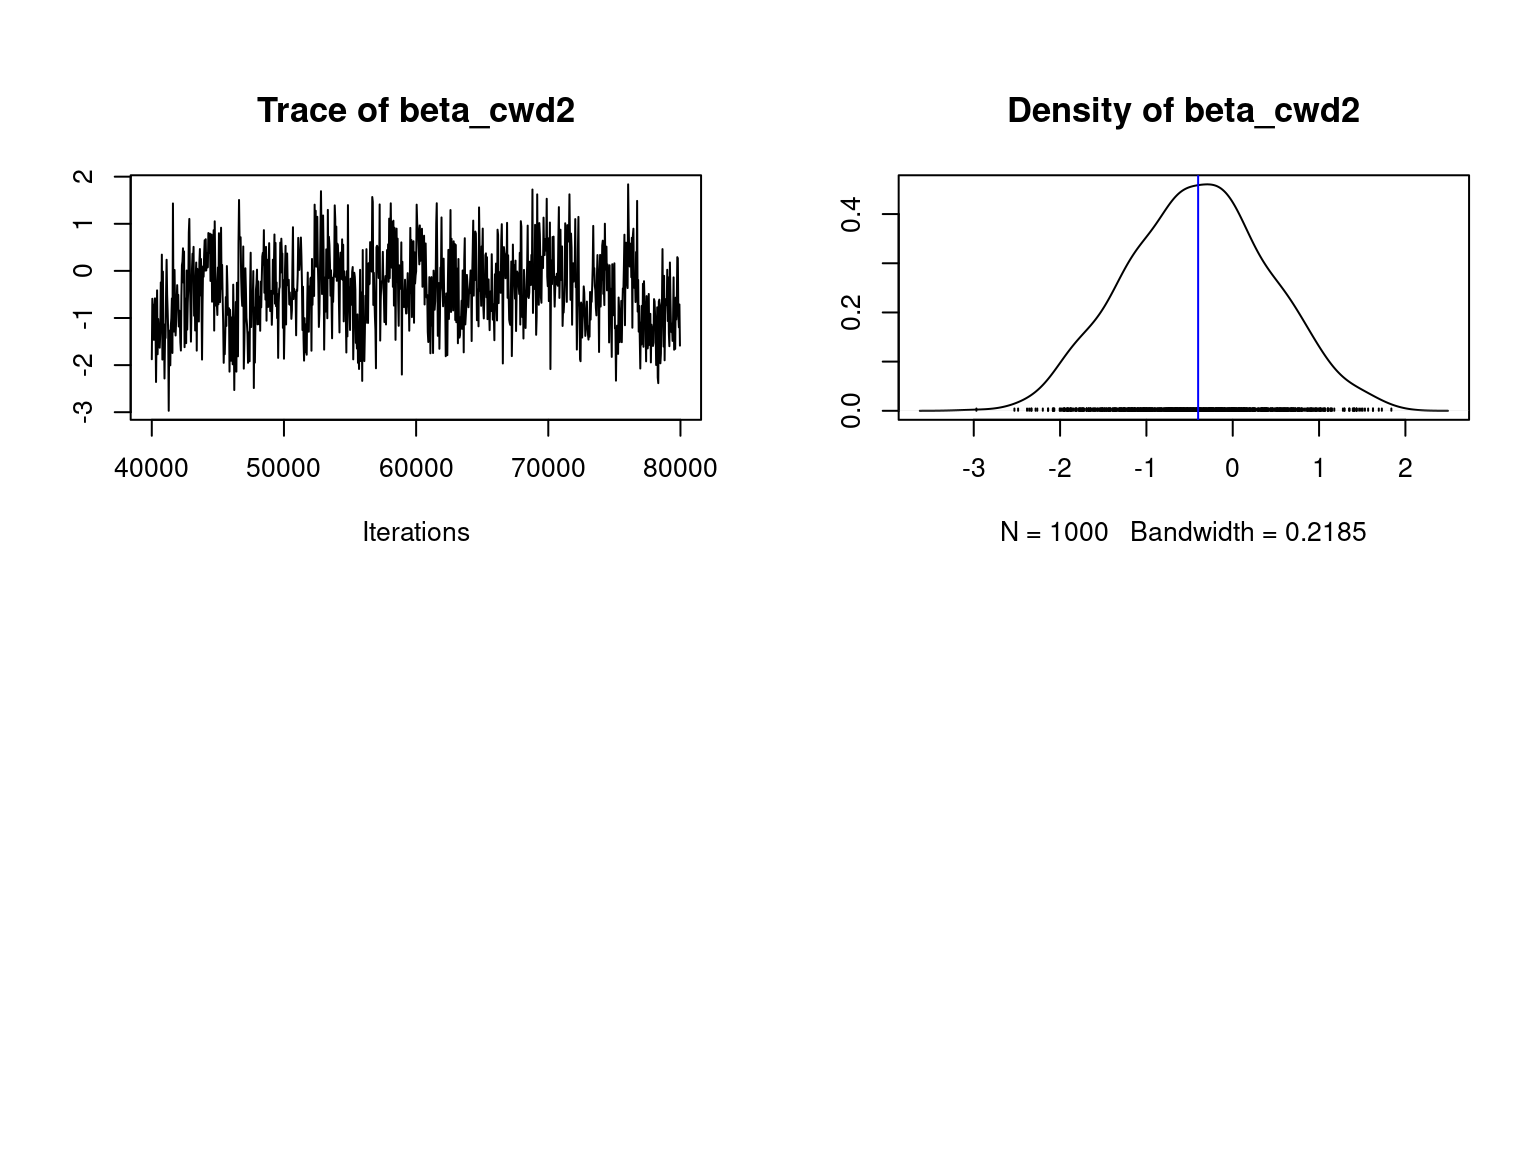 Trace of beta_cwd2
2
1
0
-1
-2
-3
40000 50000 60000 70000 80000
Iterations
Density of beta_cwd2
0.4
0.2
0.0
-3 -2 -1 0 1 2
N = 1000 Bandwidth = 0.2185